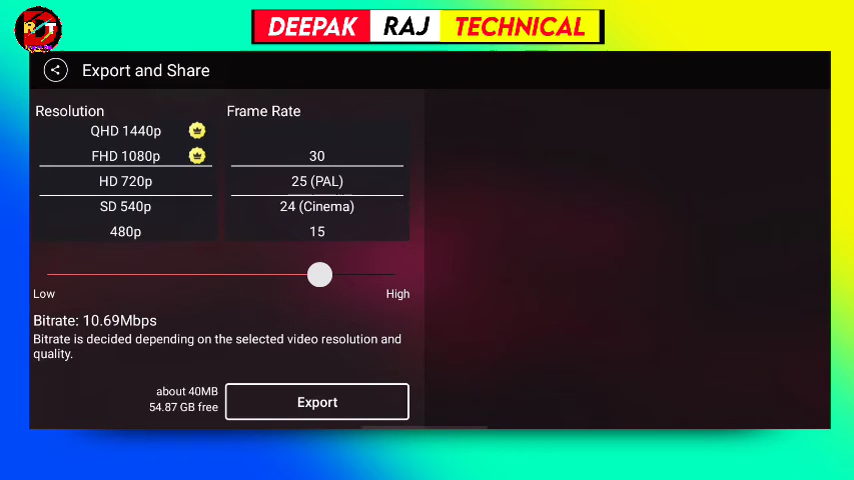 R T
DEEPAK RAJ TECHNICAL
Export and Share
Resolution
Frame Rate
QHD 1440p
FHD 1080p
30
HD 720p
25 (PAL)
SD 540p
24 (Cinema)
480p
15
Low
High
Bitrate: 10.69Mbps
Bitrate is decided depending on the selected video resolution and
quality.
about 40MB
54.87 GB free
Export